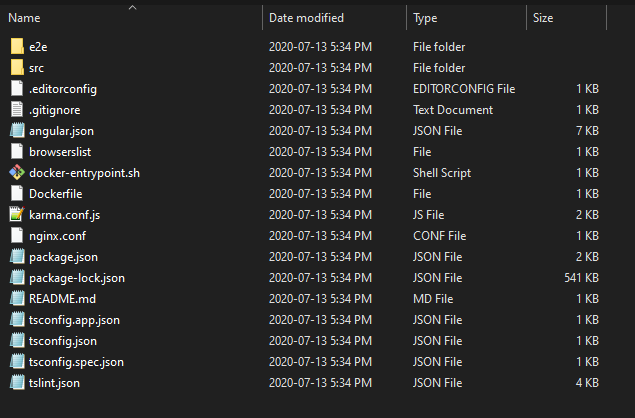 Name Date modified Type Size
e2e 2020-07-13 5:34 PM File folder
src 2020-07-13 5:34 PM File folder
.editorconfig 2020-07-13 5:34 PM EDITORCONFIG File 1 KB
.gitignore 2020-07-13 5:34 PM Text Document 1 KB
angular.json 2020-07-13 5:34 PM JSON File 7 KB
browserslist 2020-07-13 5:34 PM File 1 KB
docker-entrypoint.sh 2020-07-13 5:34 PM Shell Script 1 KB
Dockerfile 2020-07-13 5:34 PM File 1 KB
karma.conf.js 2020-07-13 5:34 PM JS File 2 KB
nginx.conf 2020-07-13 5:34 PM CONF File 1 KB
package.json 2020-07-13 5:34 PM JSON File 2 KB
package-lock.json 2020-07-13 5:34 PM JSON File 541 KB
README.md 2020-07-13 5:34 PM MD File 1 KB
tsconfig.app.json 2020-07-13 5:34 PM JSON File 1 KB
tsconfig.json 2020-07-13 5:34 PM JSON File 1 KB
tsconfig.spec.json 2020-07-13 5:34 PM JSON File 1 KB
tslint.json 2020-07-13 5:34 PM JSON File 4 KB